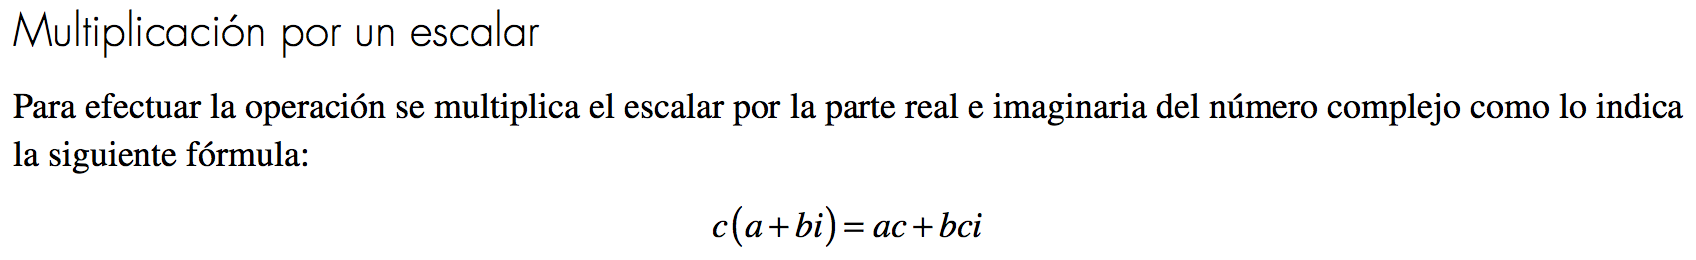 Multiplicación por un escalar
Para efectuar la operación se multiplica el escalar por la parte real e imaginaria del número complejo como lo indica
la siguiente fórmula:
c(a+bi)=ac+bci